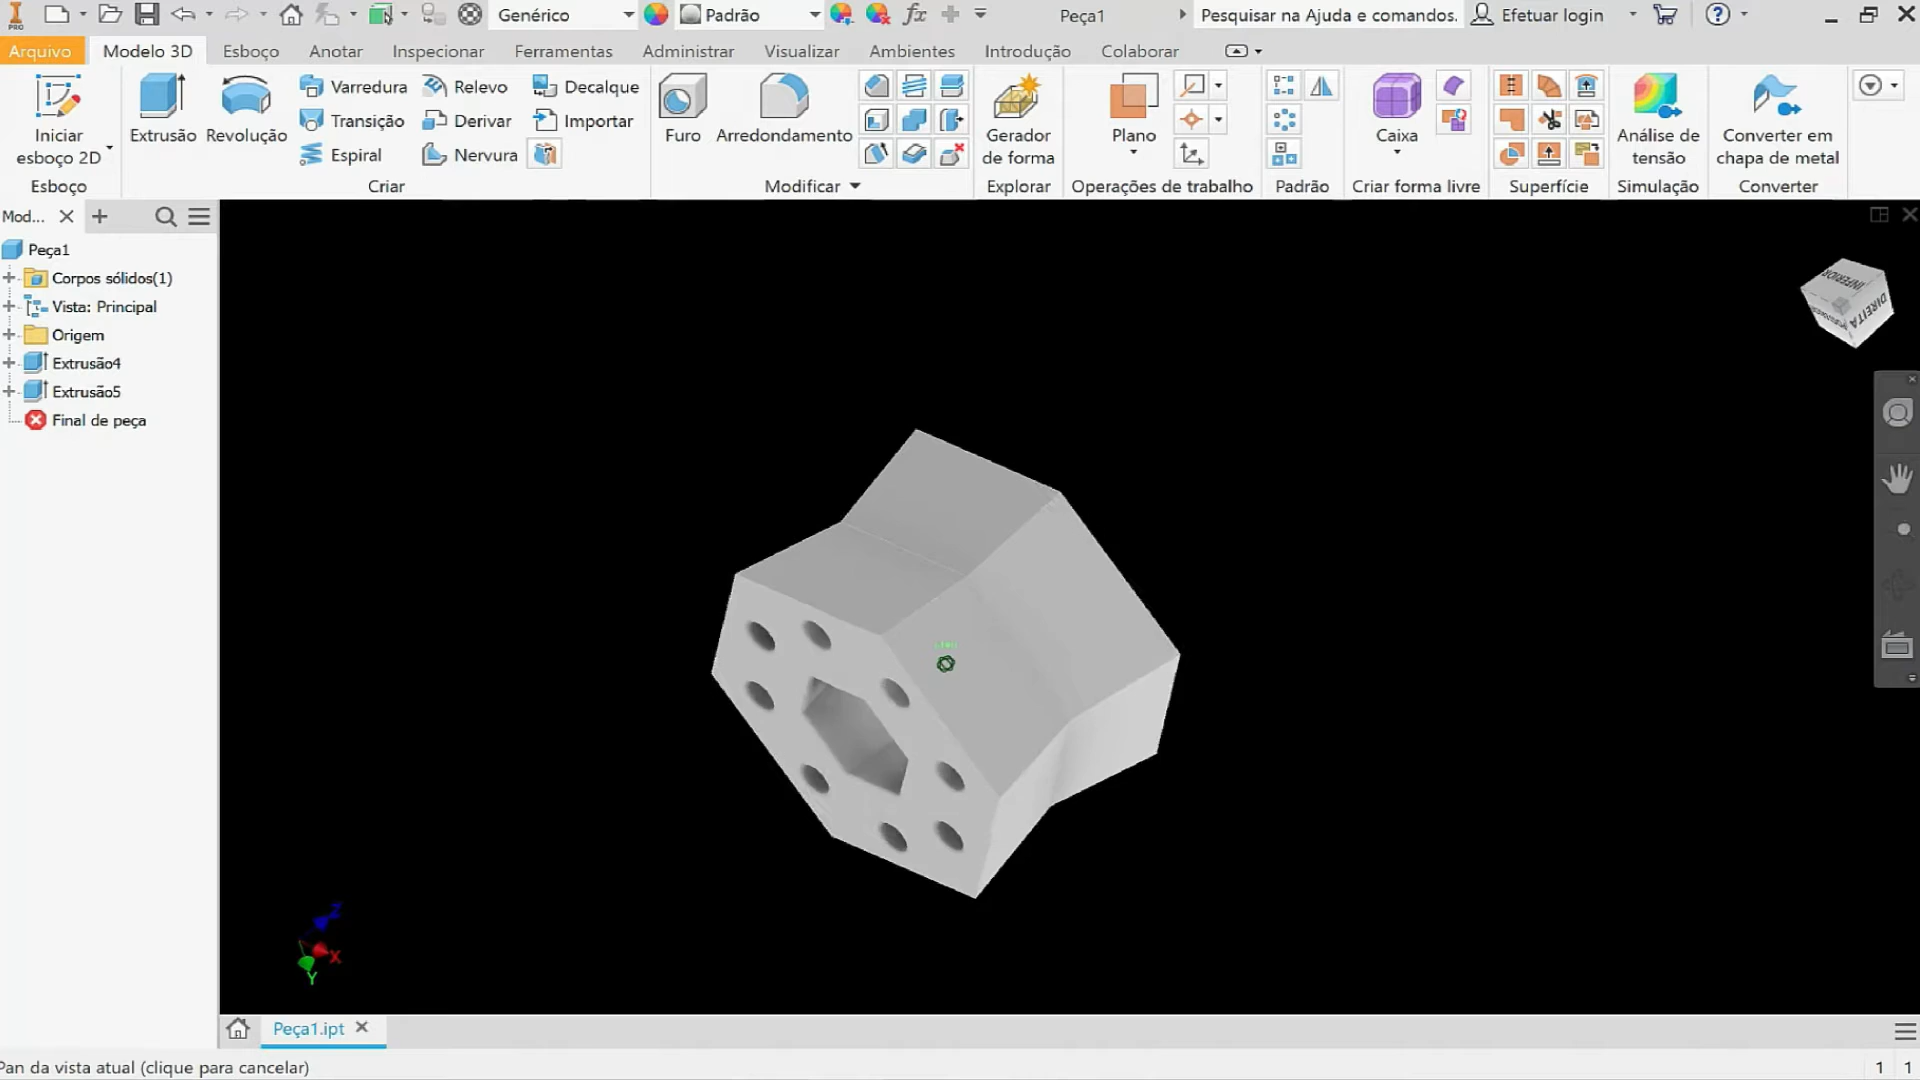 PRO
Genérico
Padrão
fx
Peça1
Pesquisar na Ajuda e comandos.
Efetuar login
Arquivo
Modelo 3D
Esboço
Anotar
Inspecionar
Ferramentas
Administrar
Visualizar
Ambientes
Introdução
Colaborar
Iniciar
esboço 2D
Extrusão
Revolução
Varredura
Transição
Espiral
Relevo
Derivar
Nervura
Decalque
Importar
Furo
Arredondamento
Gerador
de forma
Plano
Caixa
Análise de
tensão
Converter em
chapa de metal
Esboço
Criar
Modificar
Explorar
Operações de trabalho
Padrão
Criar forma livre
Superfície
Simulação
Converter
Mod...
Peça1
Corpos sólidos(1)
Vista: Principal
Origem
Extrusão4
Extrusão5
Final de peça
INFERIOR
DIREITA
Z
X
Y
Peça1.ipt
Pan da vista atual (clique para cancelar)
1 1